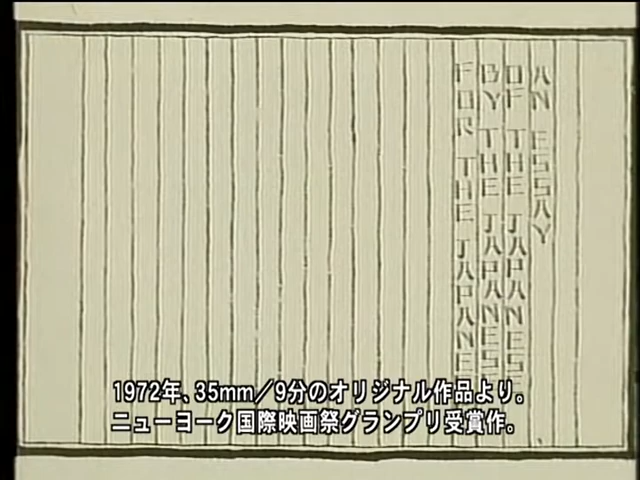 AN ESSAY
OF THE JAPANESE
BY THE JAPANESE
FOR THE JAPANE
1972年、35mm／9分のオリジナル作品より。
ニューヨーク国際映画祭グランプリ受賞作。